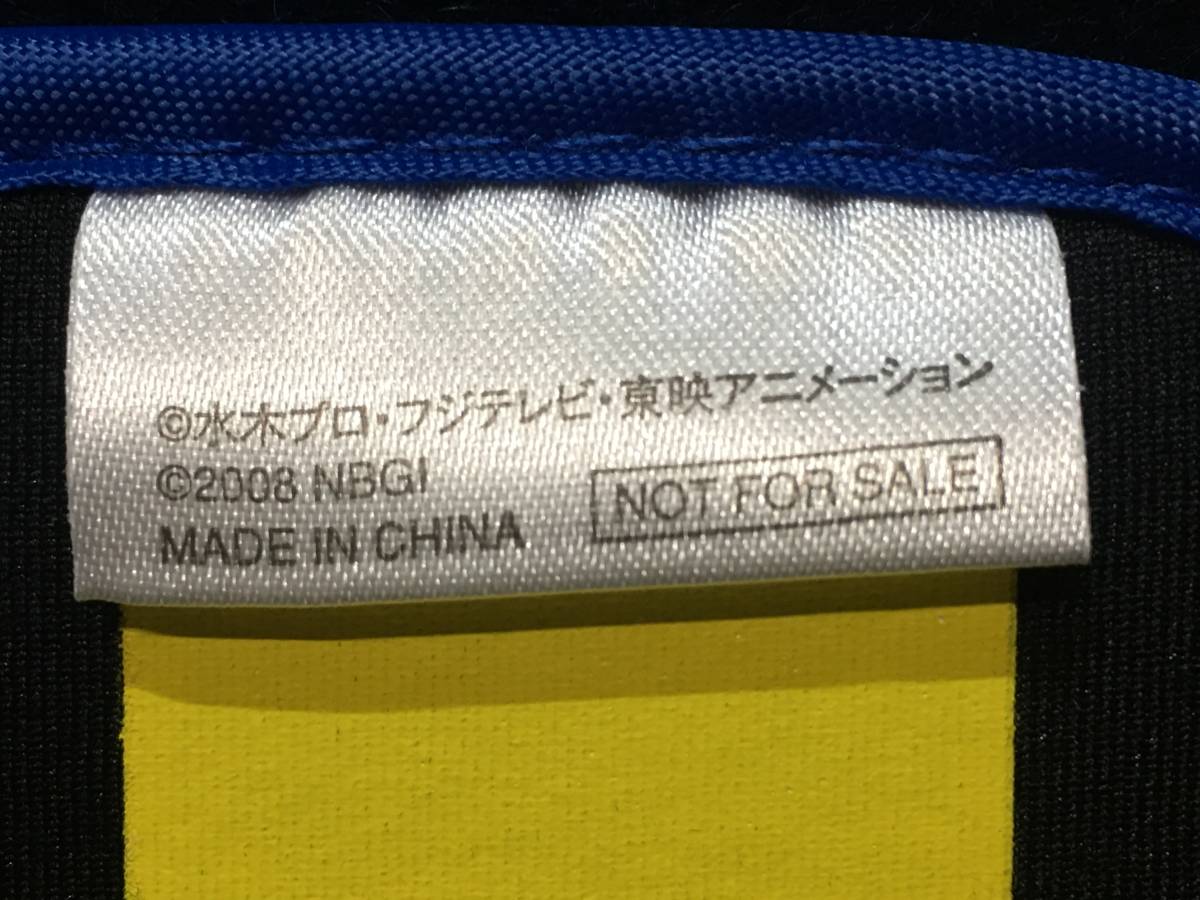 ©水木プロ・フジテレビ・東映アニメーション
©2008 NBGI
MADE IN CHINA
NOT FOR SALE